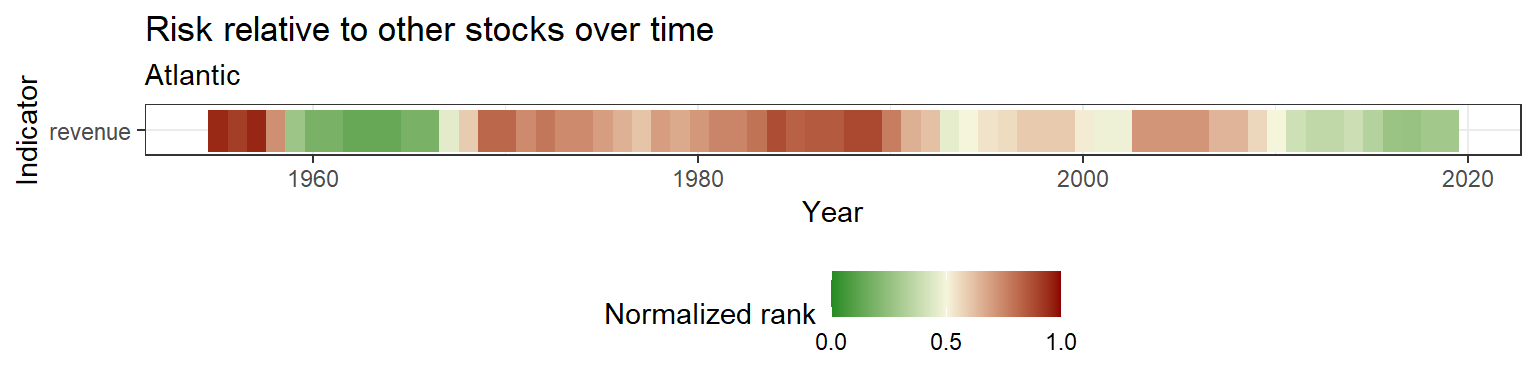 Risk relative to other stocks over time
Atlantic
Indicator
revenue
1960 1980 2000 2020
Year
Normalized rank
0.0 0.5 1.0